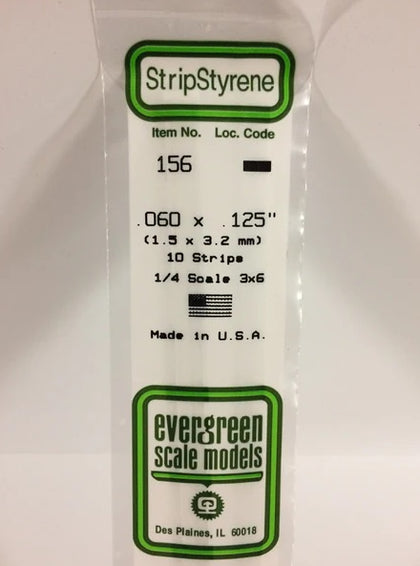 StripStyrene
Item No. Loc. Code
156
.060 x .125"
(1.5 x 3.2 mm)
10 Strips
1/4 Scale 3x6
Made in U.S.A.
evergreen
scale models
Des Plaines, IL 60018